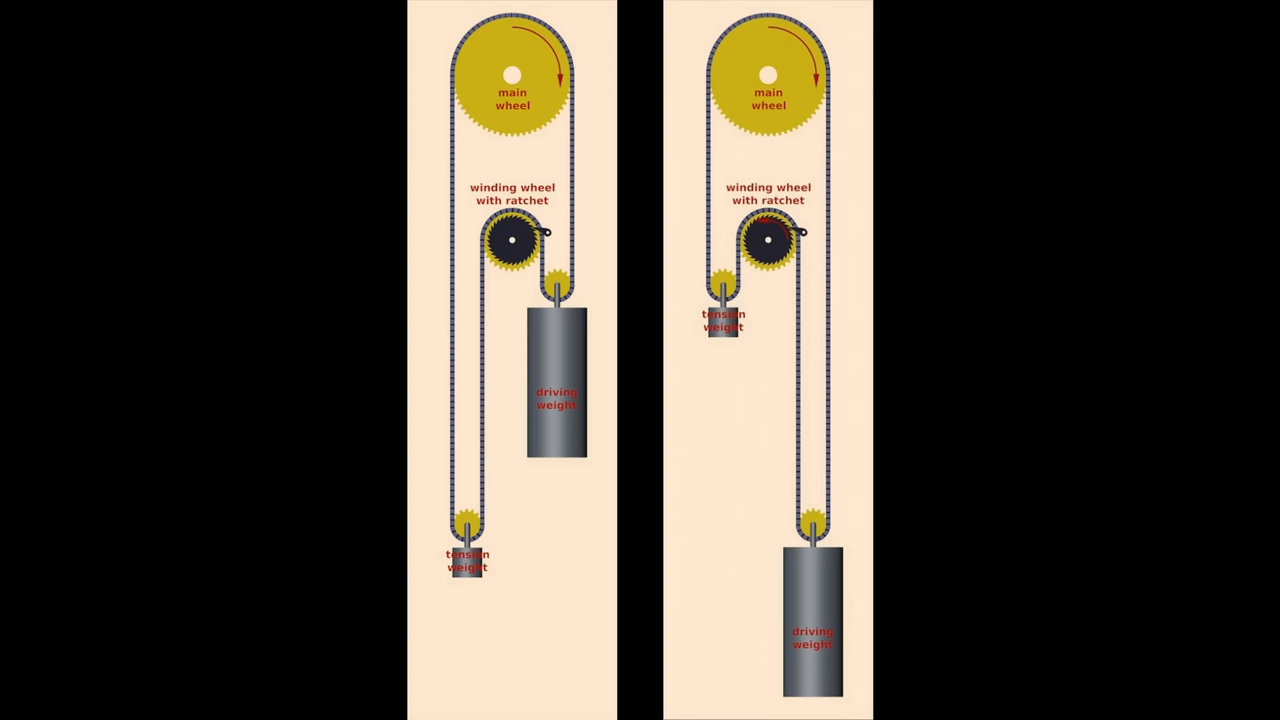 main
wheel
winding wheel
with ratchet
driving
weight
tension
weight
main
wheel
winding wheel
with ratchet
tension
weight
driving
weight